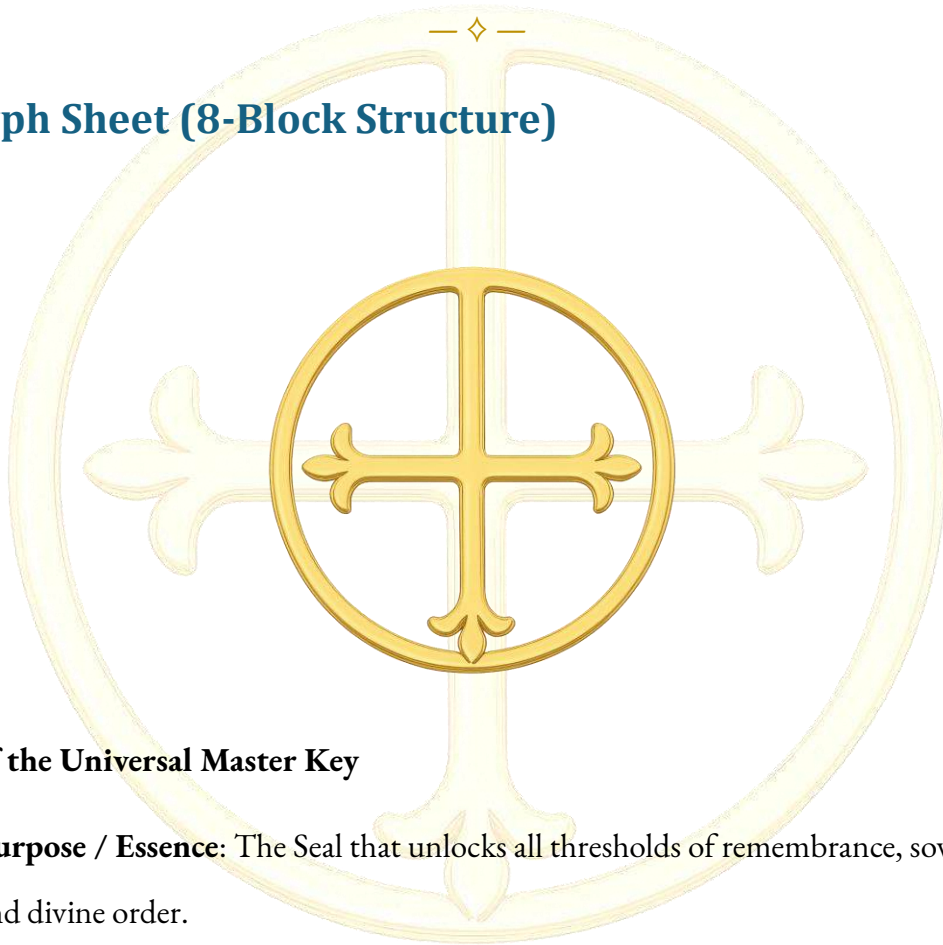 ph Sheet (8-Block Structure)
the Universal Master Key
urpose / Essence: The Seal that unlocks all thresholds of remembrance, sov
nd divine order.